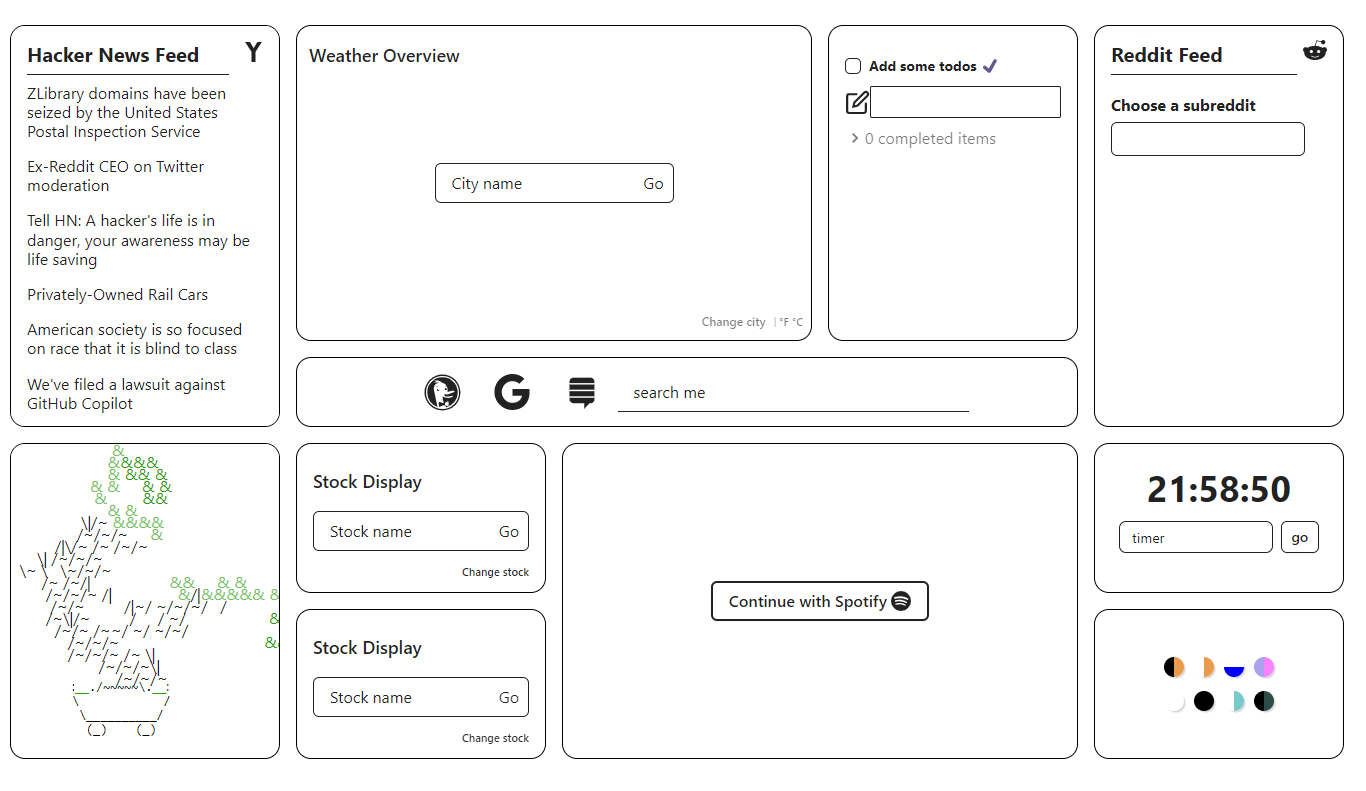 Hacker News Feed
Y
ZLibrary domains have been
seized by the United States
Postal Inspection Service
Ex-Reddit CEO on Twitter
moderation
Tell HN: A hacker's life is in
danger, your awareness may be
life saving
Privately-Owned Rail Cars
American society is so focused
on race that it is blind to class
We've filed a lawsuit against
GitHub Copilot
Weather Overview
City name Go
Change city | °F °C
Add some todos
0 completed items
Reddit Feed
Choose a subreddit
G
search me
Stock Display
Stock name Go
Change stock
Stock Display
Stock name Go
Change stock
Continue with Spotify
21:58:50
timer go